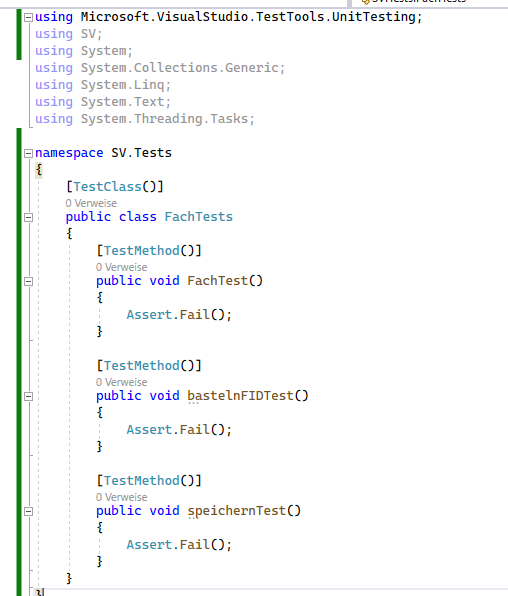 using Microsoft.VisualStudio.TestTools.UnitTesting;
using SV;
using System;
using System.Collections.Generic;
using System.Linq;
using System.Text;
using System.Threading.Tasks;
namespace SV.Tests
{
[TestClass()]
0 Verweise
public class FachTests
{
[TestMethod()]
0 Verweise
public void FachTest()
{
Assert.Fail();
}
[TestMethod()]
0 Verweise
public void bastelnFIDTest()
{
Assert.Fail();
}
[TestMethod()]
0 Verweise
public void speichernTest()
{
Assert.Fail();
}
}
}